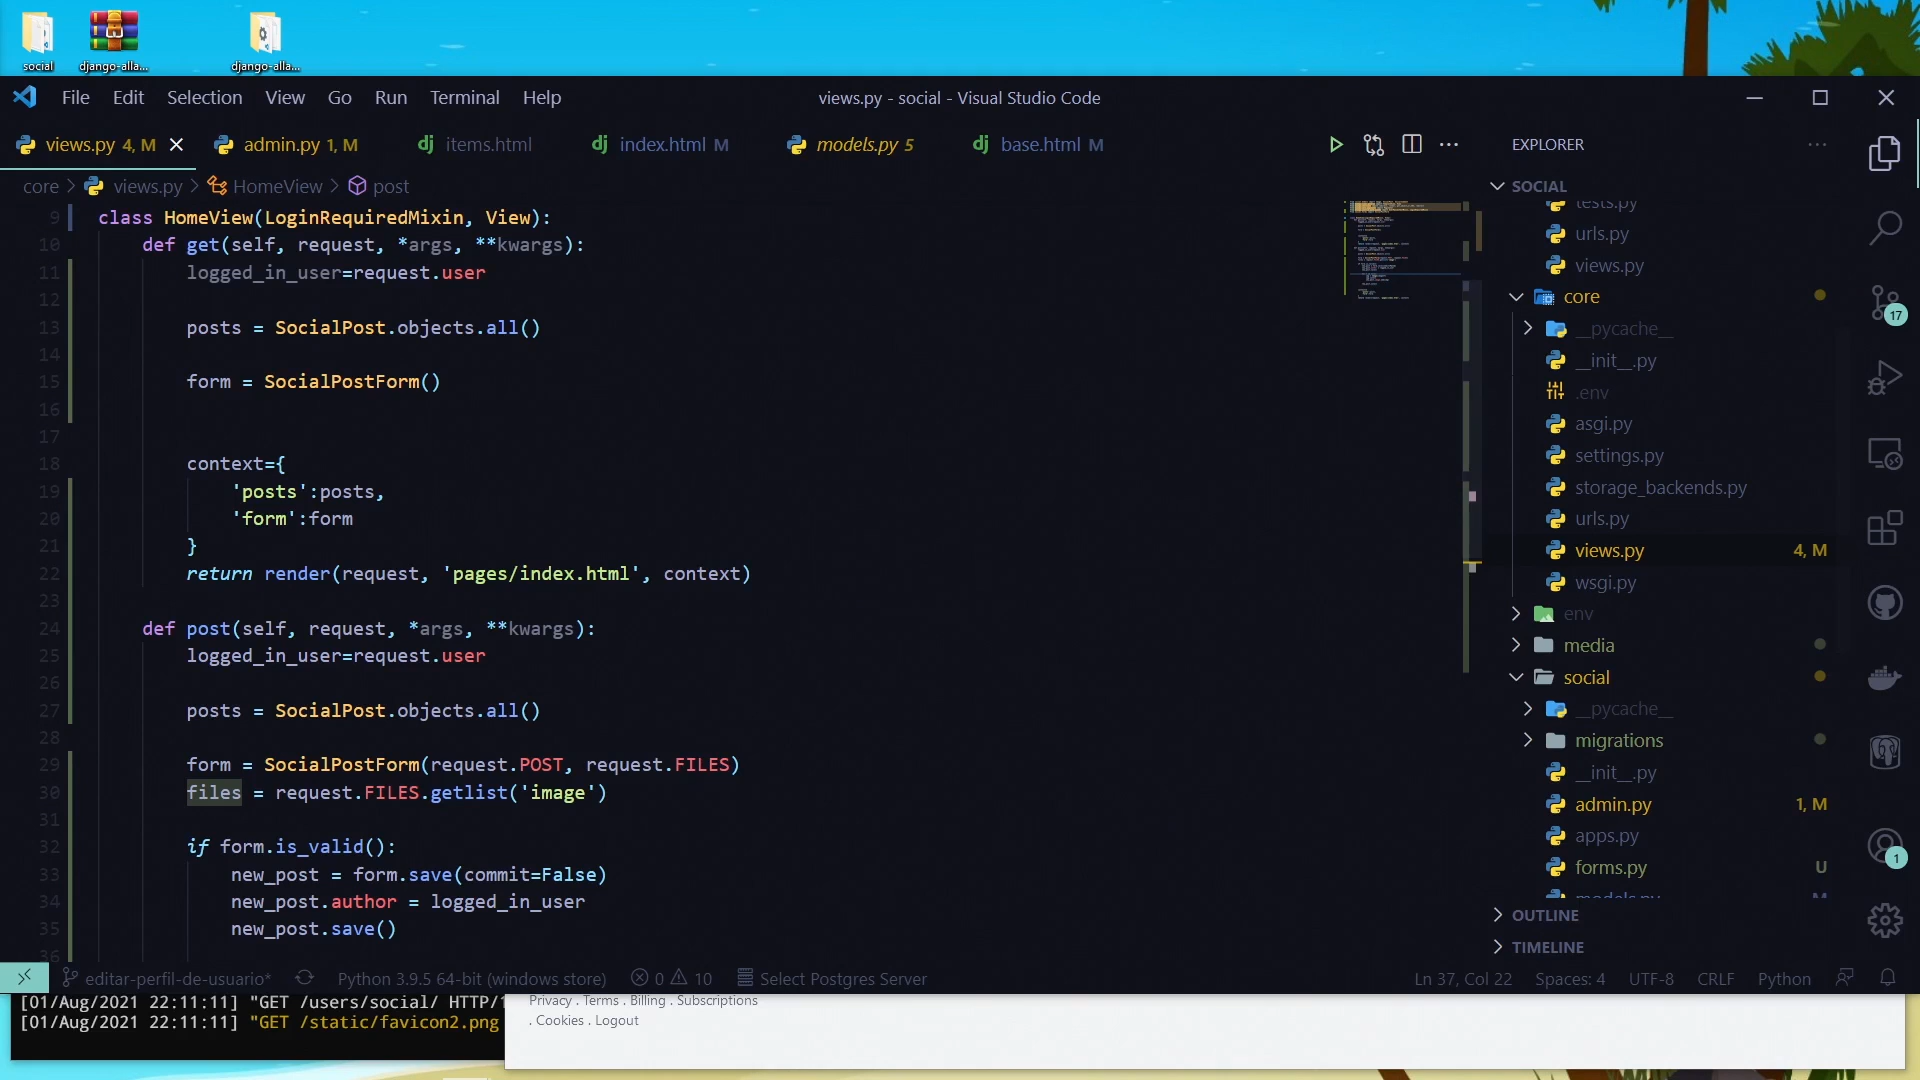 social
django-alla...
django-alla...
File Edit Selection View Go Run Terminal Help
views.py - social - Visual Studio Code
views.py 4, M
admin.py 1, M
items.html
index.html M
models.py 5
base.html M
EXPLORER
core > views.py > HomeView > post
SOCIAL
9 class HomeView(LoginRequiredMixin, View):
10 def get(self, request, *args, **kwargs):
11 logged_in_user=request.user
12
13 posts = SocialPost.objects.all()
14
15 form = SocialPostForm()
16
17
18 context={
19 'posts':posts,
20 'form':form
21 }
22 return render(request, 'pages/index.html', context)
23
24 def post(self, request, *args, **kwargs):
25 logged_in_user=request.user
26
27 posts = SocialPost.objects.all()
28
29 form = SocialPostForm(request.POST, request.FILES)
30 files = request.FILES.getlist('image')
31
32 if form.is_valid():
33 new_post = form.save(commit=False)
34 new_post.author = logged_in_user
35 new_post.save()
36
tests.py
urls.py
views.py
core
__pycache__
__init__.py
.env
asgi.py
settings.py
storage_backends.py
urls.py
views.py 4, M
wsgi.py
env
media
social
__pycache__
migrations
__init__.py
admin.py 1, M
apps.py
forms.py U
models.py M
OUTLINE
TIMELINE
17
1
editar-perfil-de-usuario* Python 3.9.5 64-bit (windows store) 0 10 Select Postgres Server
Ln 37, Col 22 Spaces: 4 UTF-8 CRLF Python
[01/Aug/2021 22:11:11] "GET /users/social/ HTTP/1
[01/Aug/2021 22:11:11] "GET /static/favicon2.png
Privacy . Terms . Billing . Subscriptions
. Cookies . Logout